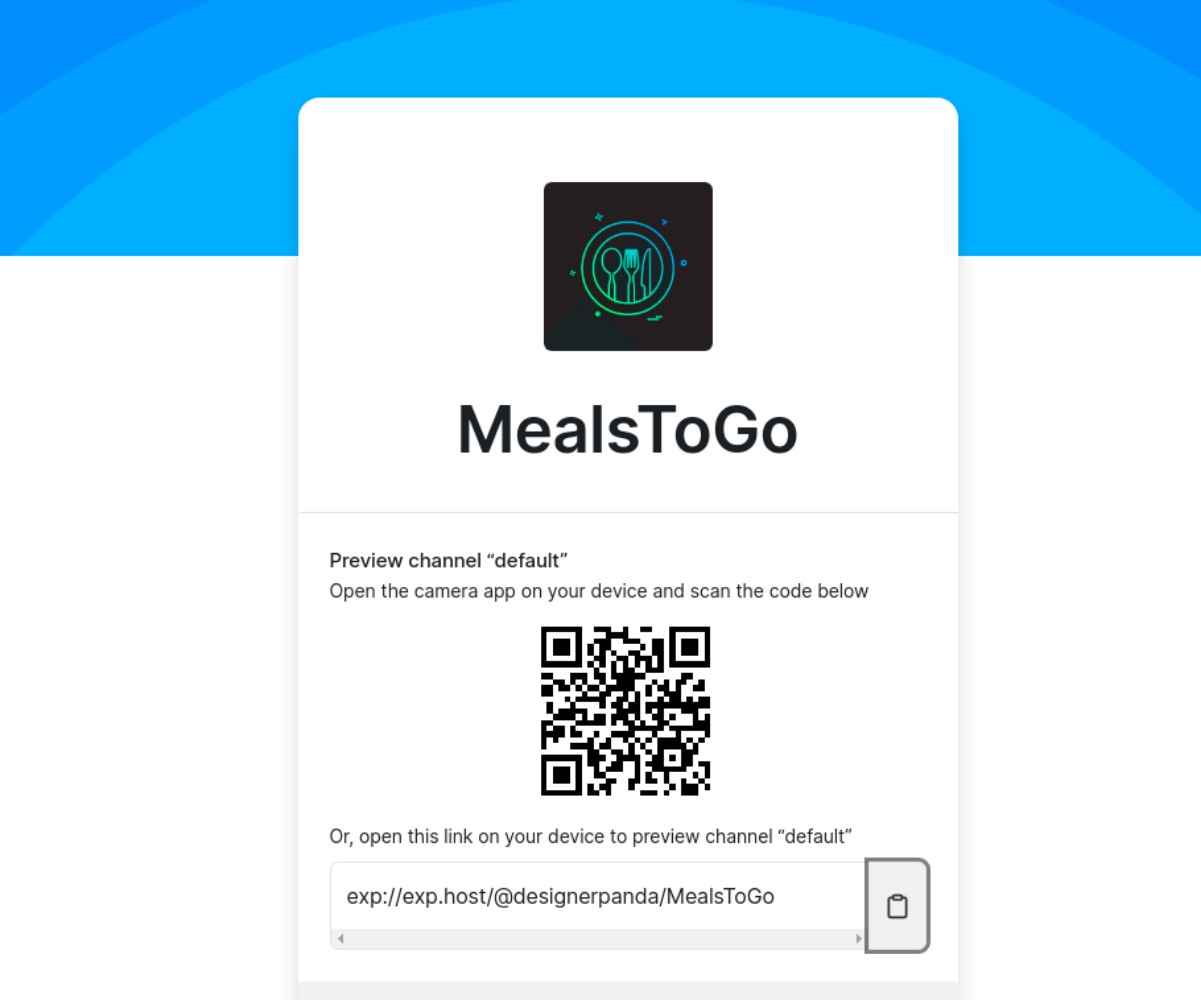 MealsToGo
Preview channel “default”
Open the camera app on your device and scan the code below
Or, open this link on your device to preview channel “default”
exp://exp.host/@designerpanda/MealsToGo